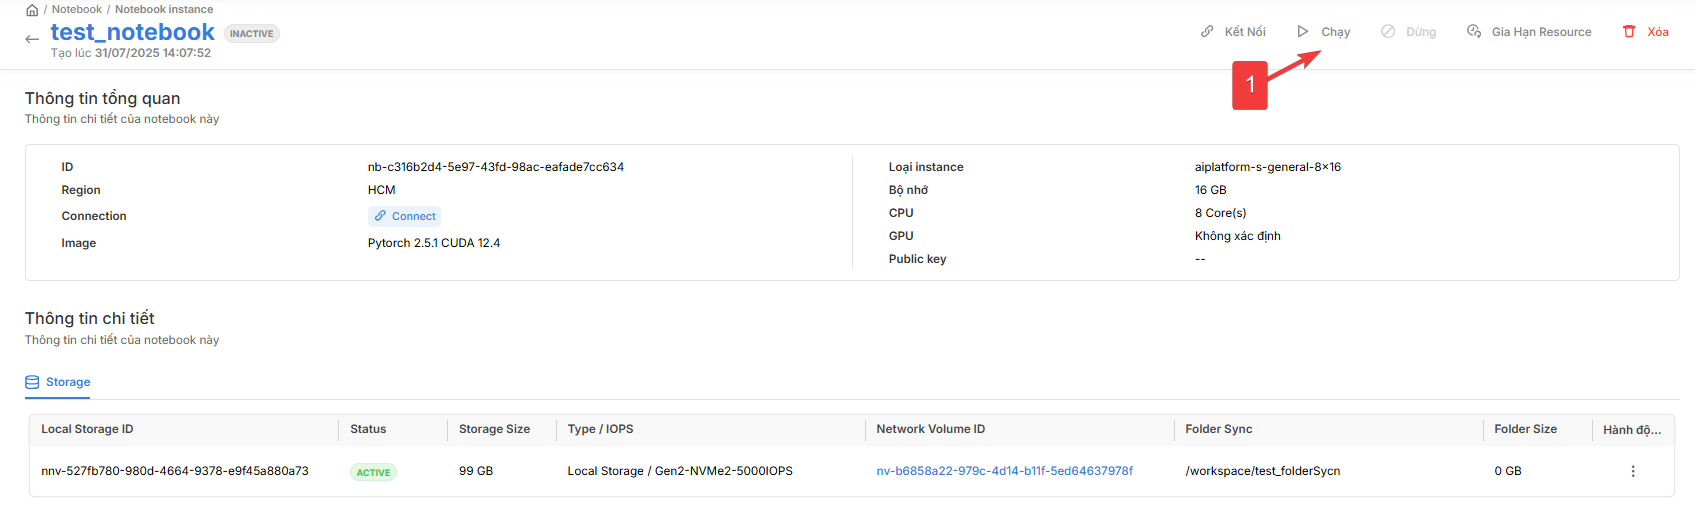 / Notebook / Notebook instance
test_notebook INACTIVE
Tạo lúc 31/07/2025 14:07:52
Kết Nối Chạy Dừng Gia Hạn Resource Xóa
1
Thông tin tổng quan
Thông tin chi tiết của notebook này
ID nb-c316b2d4-5e97-43fd-98ac-eafade7cc634
Region HCM
Connection Connect
Image Pytorch 2.5.1 CUDA 12.4
Loại instance aiplatform-s-general-8x16
Bộ nhớ 16 GB
CPU 8 Core(s)
GPU Không xác định
Public key --
Thông tin chi tiết
Thông tin chi tiết của notebook này
Storage
Local Storage ID Status Storage Size Type / IOPS Network Volume ID Folder Sync Folder Size Hành độ...
nnv-527fb780-980d-4664-9378-e9f45a880a73 ACTIVE 99 GB Local Storage / Gen2-NVMe2-5000IOPS nv-b6858a22-979c-4d14-b11f-5ed64637978f /workspace/test_folderSycn 0 GB